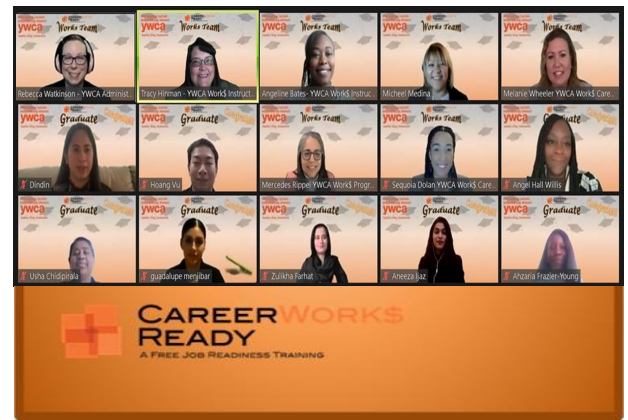 ywca Works Team
ywca Works Team
ywca Works Team
ywca Works Team
ywca Works Team
Rebecca Watkinson - YWCA Administ...
Tracy Hinman - YWCA Work$ Instruct...
Angeline Bates- YWCA Work$ Instruc...
Micheel Medina
Melanie Wheeler YWCA Work$ Care...
ywca Graduate
ywca Graduate
ywca Works Team
ywca Works Team
ywca Graduate
Dindin
Hoang Vu
Mercedes Rippel YWCA Work$ Progr...
Sequoia Dolan YWCA Work$ Care...
Angel Hall Willis
ywca Graduate
ywca Graduate
ywca Graduate
ywca Graduate
ywca Graduate
Usha Chidipirala
guadalupe menjibar
Zulikha Farhat
Aneeza Ijaz
Ahzaria Frazier-Young
CAREERWORK$
READY
A FREE JOB READINESS TRAINING